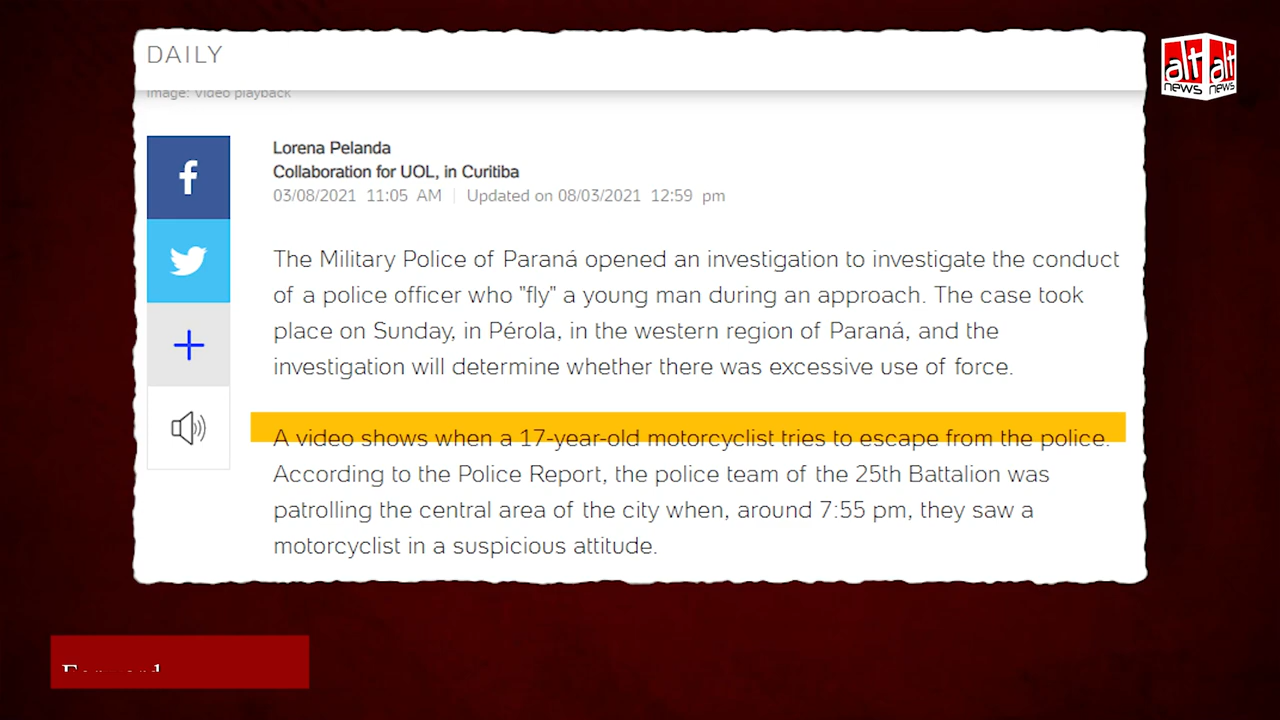 DAILY
alt alt
news news
Image: Video playback
Lorena Pelanda
Collaboration for UOL, in Curitiba
03/08/2021 11:05 AM | Updated on 08/03/2021 12:59 pm
The Military Police of Paraná opened an investigation to investigate the conduct
of a police officer who "fly" a young man during an approach. The case took
place on Sunday, in Pérola, in the western region of Paraná, and the
investigation will determine whether there was excessive use of force.
A video shows when a 17-year-old motorcyclist tries to escape from the police.
According to the Police Report, the police team of the 25th Battalion was
patrolling the central area of the city when, around 7:55 pm, they saw a
motorcyclist in a suspicious attitude.